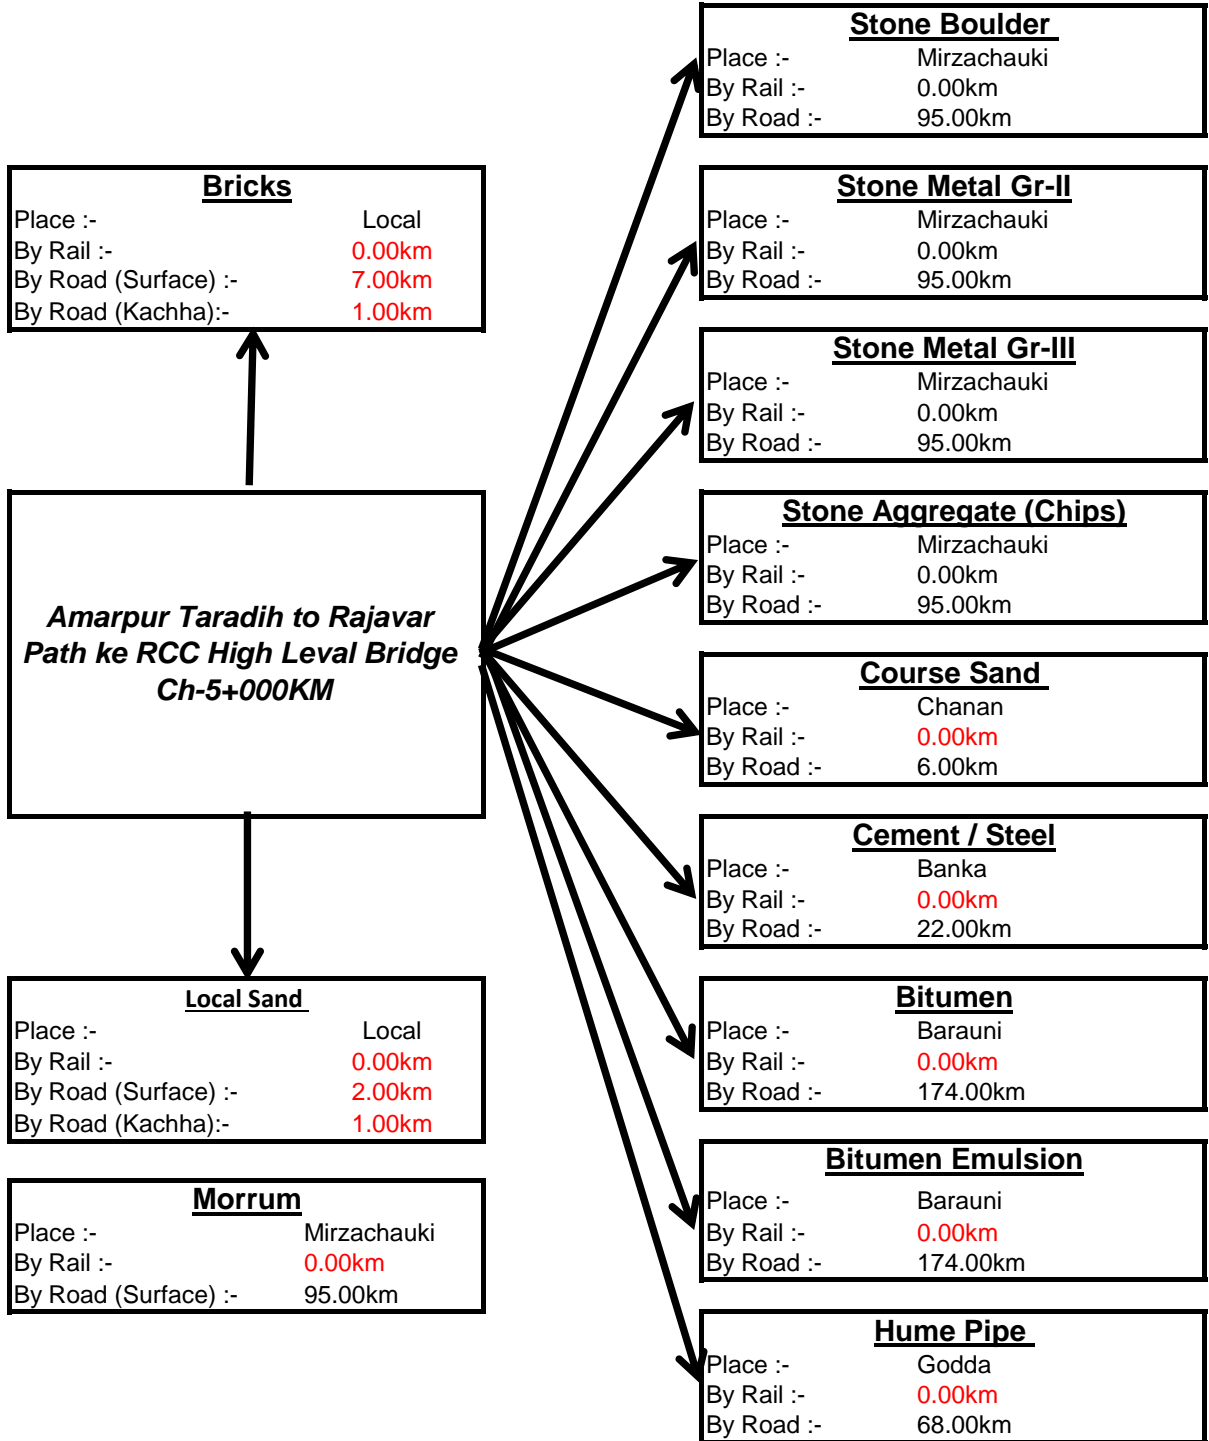 Stone Boulder
Place :- Mirzachauki
By Rail :- 0.00km
By Road :- 95.00km
Bricks
Place :- Local
By Rail :- 0.00km
By Road (Surface) :- 7.00km
By Road (Kachha):- 1.00km
Stone Metal Gr-II
Place :- Mirzachauki
By Rail :- 0.00km
By Road :- 95.00km
Stone Metal Gr-III
Place :- Mirzachauki
By Rail :- 0.00km
By Road :- 95.00km
Amarpur Taradih to Rajavar
Path ke RCC High Leval Bridge
Ch-5+000KM
Stone Aggregate (Chips)
Place :- Mirzachauki
By Rail :- 0.00km
By Road :- 95.00km
Course Sand
Place :- Chanan
By Rail :- 0.00km
By Road :- 6.00km
Cement / Steel
Place :- Banka
By Rail :- 0.00km
By Road :- 22.00km
Local Sand
Place :- Local
By Rail :- 0.00km
By Road (Surface) :- 2.00km
By Road (Kachha):- 1.00km
Bitumen
Place :- Barauni
By Rail :- 0.00km
By Road :- 174.00km
Morrum
Place :- Mirzachauki
By Rail :- 0.00km
By Road (Surface) :- 95.00km
Bitumen Emulsion
Place :- Barauni
By Rail :- 0.00km
By Road :- 174.00km
Hume Pipe
Place :- Godda
By Rail :- 0.00km
By Road :- 68.00km